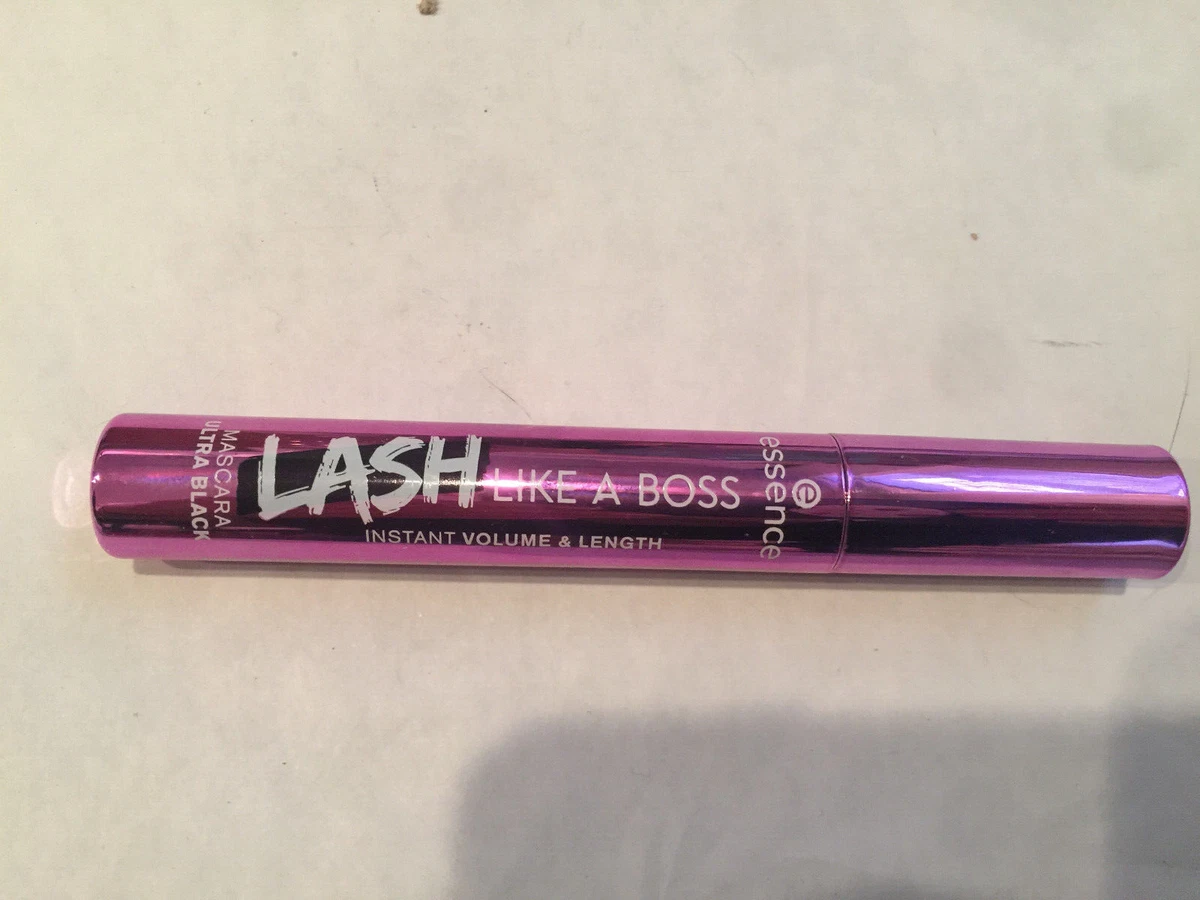 LASH LIKE A BOSS
INSTANT VOLUME & LENGTH
MASCARA
ULTRA BLACK
e
essence